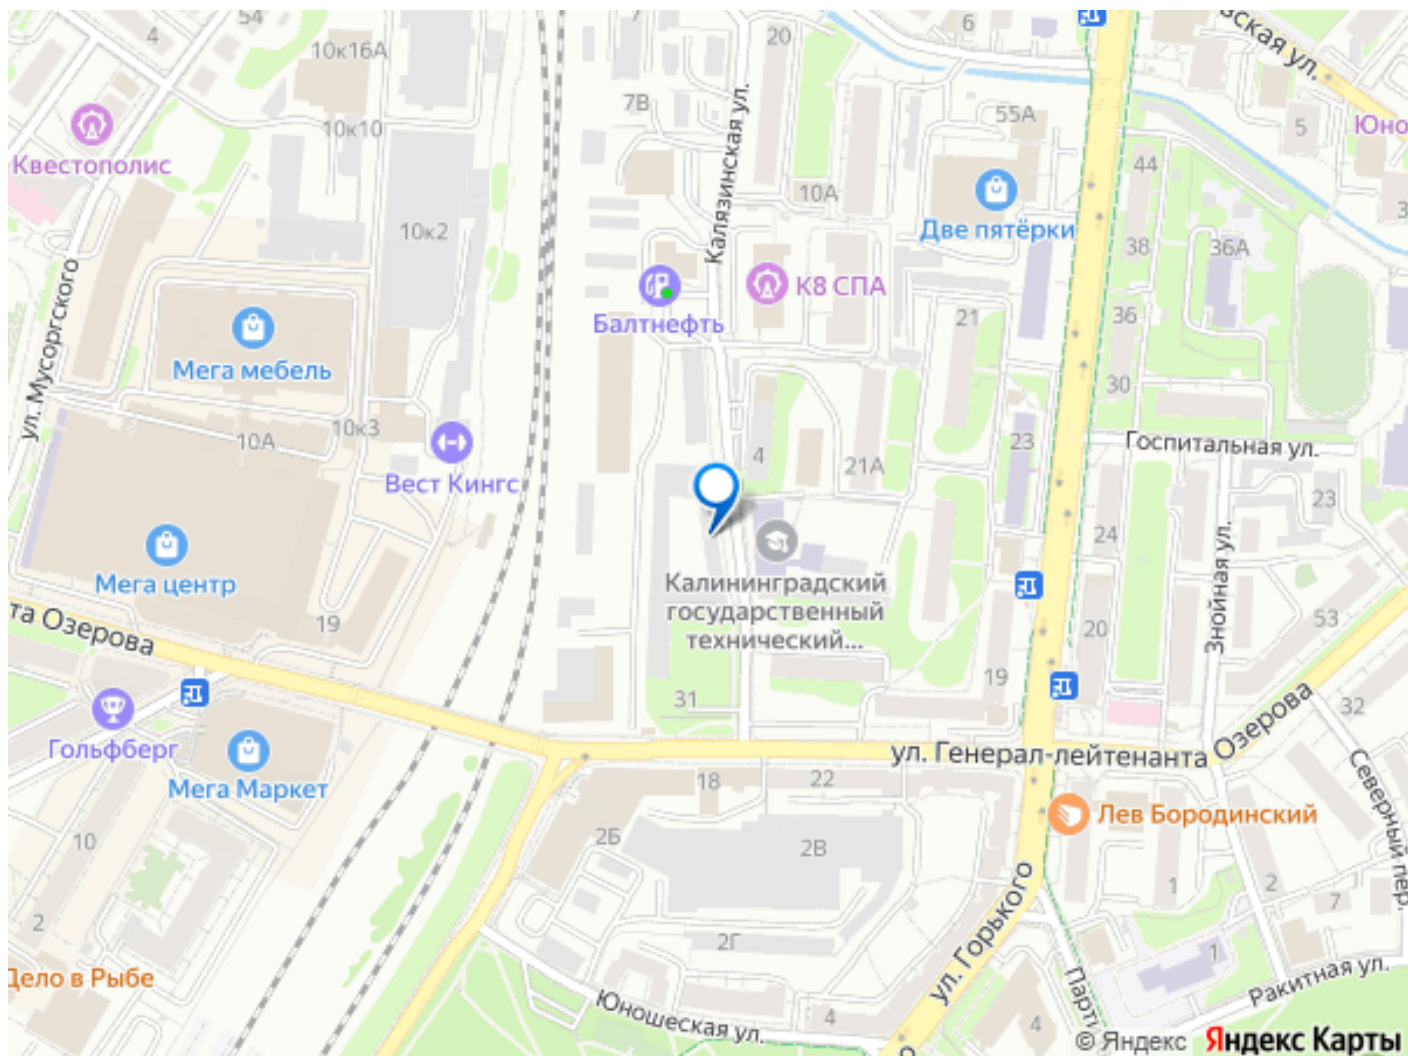 54
4
10к16А
20
6
вская ул.
7В
Калязинская ул.
55А
10к10
5
Юно
Квестополис
44
10А
10к2
Две пятёрки
38
36А
3
ул. Мусоргского
К8 СПА
Балтнефть
21
36
Мега мебель
30
10к3
10А
23
Госпитальная ул.
4
21А
Вест Кингс
23
24
Мега центр
Калининградский
государственный
технический...
Знойная ул.
та Озерова
19
20
53
19
31
32
Гольфберг
ул. Генерал-лейтенанта Озерова
Мега Маркет
18
22
Северный пер.
Лев Бородинский
10
2Б
2В
1
2
7
2
2Г
ул. Горького
1
Дело в Рыбе
Ракитная ул.
Юношеская ул.
4
4
Парти
© Яндекс Яндекс Карты